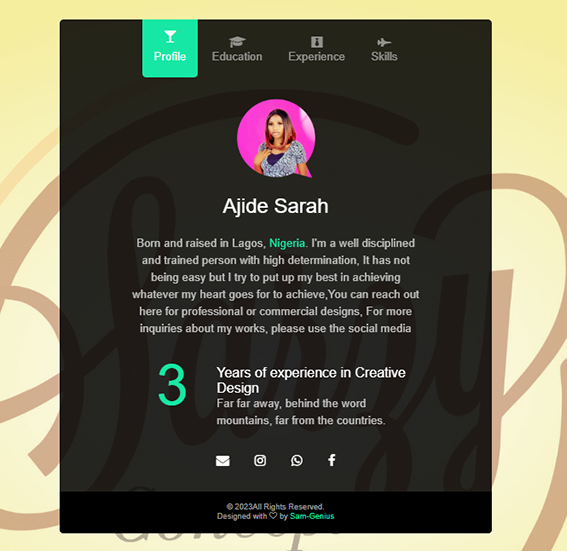 Profile
Education
Experience
Skills
Ajide Sarah
Born and raised in Lagos, Nigeria. I'm a well disciplined
and trained person with high determination, It has not
being easy but I try to put up my best in achieving
whatever my heart goes for to achieve,You can reach out
here for professional or commercial designs, For more
inquiries about my works, please use the social media
3
Years of experience in Creative
Design
Far far away, behind the word
mountains, far from the countries.
© 2023All Rights Reserved.
Designed with ♡ by Sam-Genius